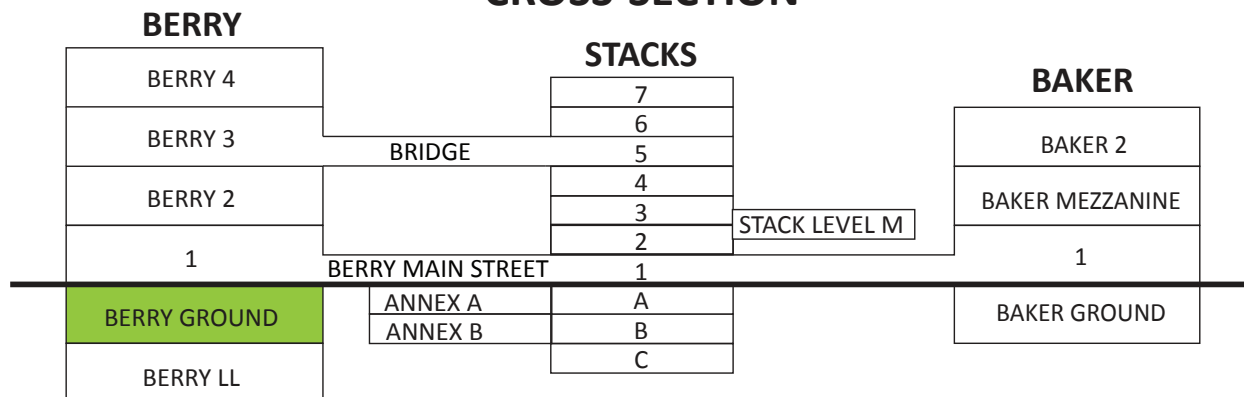 CROSS-SECTION
BERRY
BERRY 4
BERRY 3
BERRY 2
1
BERRY GROUND
BERRY LL
BRIDGE
BERRY MAIN STREET
ANNEX A
ANNEX B
STACKS
7
6
5
4
3
2
1
A
B
C
STACK LEVEL M
BAKER
BAKER 2
BAKER MEZZANINE
1
BAKER GROUND